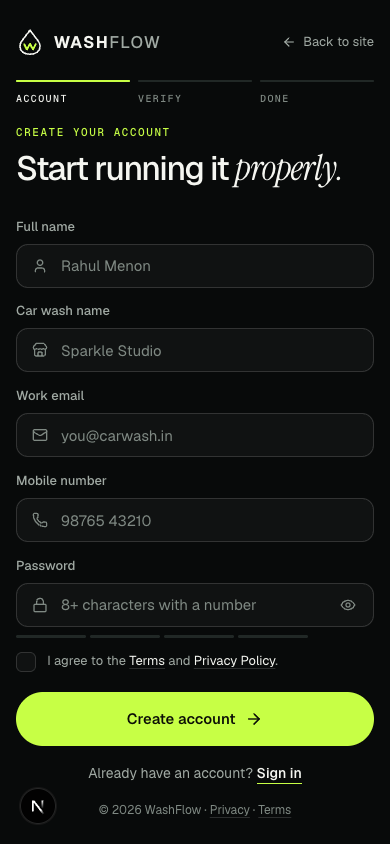 WASHFLOW
Back to site
ACCOUNT
VERIFY
DONE
CREATE YOUR ACCOUNT
Start running it properly.
Full name
Rahul Menon
Car wash name
Sparkle Studio
Work email
you@carwash.in
Mobile number
98765 43210
Password
8+ characters with a number
I agree to the Terms and Privacy Policy.
Create account
Already have an account? Sign in
N
© 2026 WashFlow · Privacy · Terms